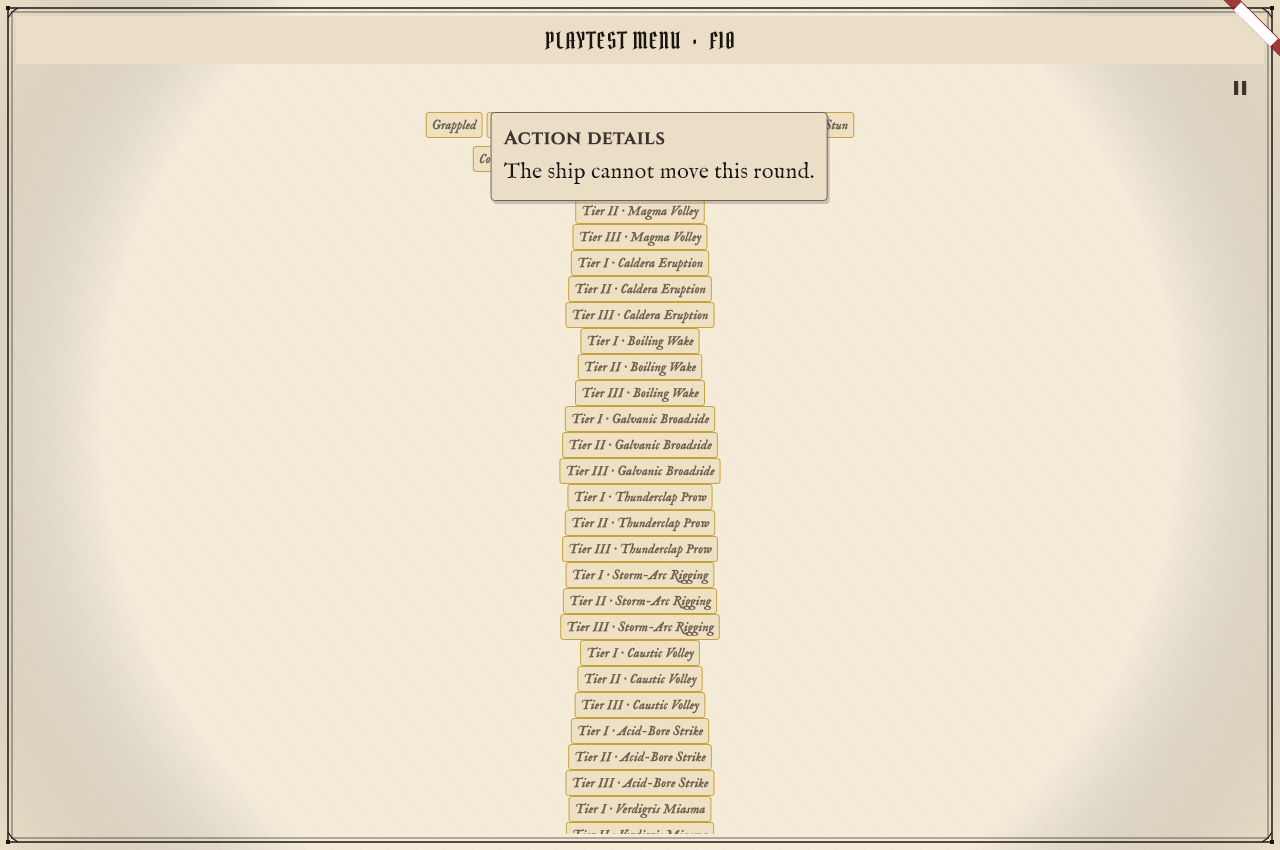 PLAYTEST MENU · F10
Grappled
Stun
Co
Action details
The ship cannot move this round.
Tier II · Magma Volley
Tier III · Magma Volley
Tier I · Caldera Eruption
Tier II · Caldera Eruption
Tier III · Caldera Eruption
Tier I · Boiling Wake
Tier II · Boiling Wake
Tier III · Boiling Wake
Tier I · Galvanic Broadside
Tier II · Galvanic Broadside
Tier III · Galvanic Broadside
Tier I · Thunderclap Prow
Tier II · Thunderclap Prow
Tier III · Thunderclap Prow
Tier I · Storm-Arc Rigging
Tier II · Storm-Arc Rigging
Tier III · Storm-Arc Rigging
Tier I · Caustic Volley
Tier II · Caustic Volley
Tier III · Caustic Volley
Tier I · Acid-Bore Strike
Tier II · Acid-Bore Strike
Tier III · Acid-Bore Strike
Tier I · Verdigris Miasma
Tier II · Verdigris Miasma